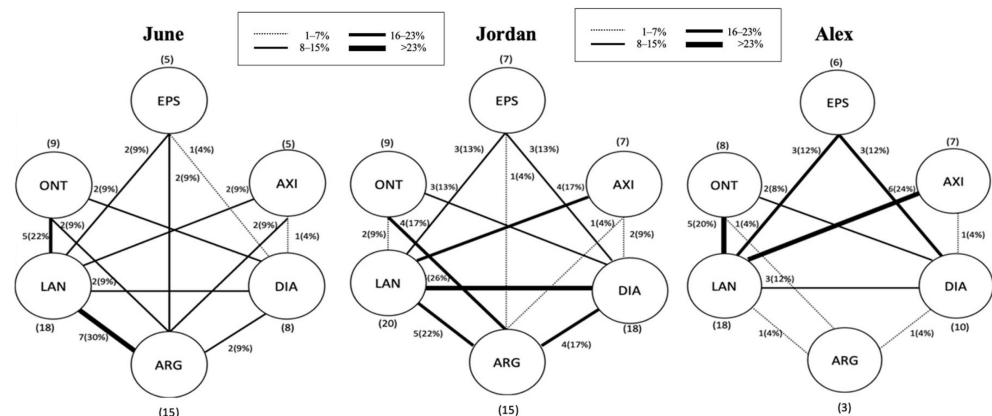 June
1–7%
8–15%
16–23%
>23%
Jordan
1–7%
8–15%
16–23%
>23%
Alex
(5)
EPS
(9)
ONT
(5)
AXI
2(9%)
1(4%)
2(9%)
2(9%)
2(9%)
2(9%)
2(9%)
5(22%)
1(4%)
LAN
2(9%)
DIA
(18)
(8)
7(30%)
2(9%)
ARG
(15)
(7)
EPS
(9)
ONT
(7)
AXI
3(13%)
3(13%)
3(13%)
1(4%)
4(17%)
4(17%)
1(4%)
2(9%)
2(9%)
LAN
(26%)
DIA
(20)
(18)
5(22%)
4(17%)
ARG
(15)
(6)
EPS
(8)
ONT
(7)
AXI
3(12%)
3(12%)
2(8%)
6(24%)
5(20%)
1(4%)
1(4%)
LAN
3(12%)
DIA
(18)
(10)
1(4%)
1(4%)
ARG
(3)